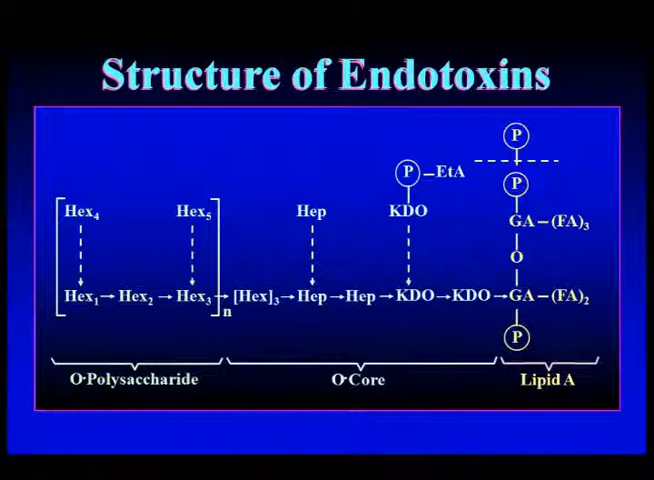 Structure of Endotoxins
P
P–EtA
P
Hex4 Hex5 Hep KDO
GA–(FA)3
O
Hex1→Hex2→Hex3 n→[Hex]3→Hep→Hep→KDO→KDO→GA–(FA)2
P
O-Polysaccharide O-Core Lipid A